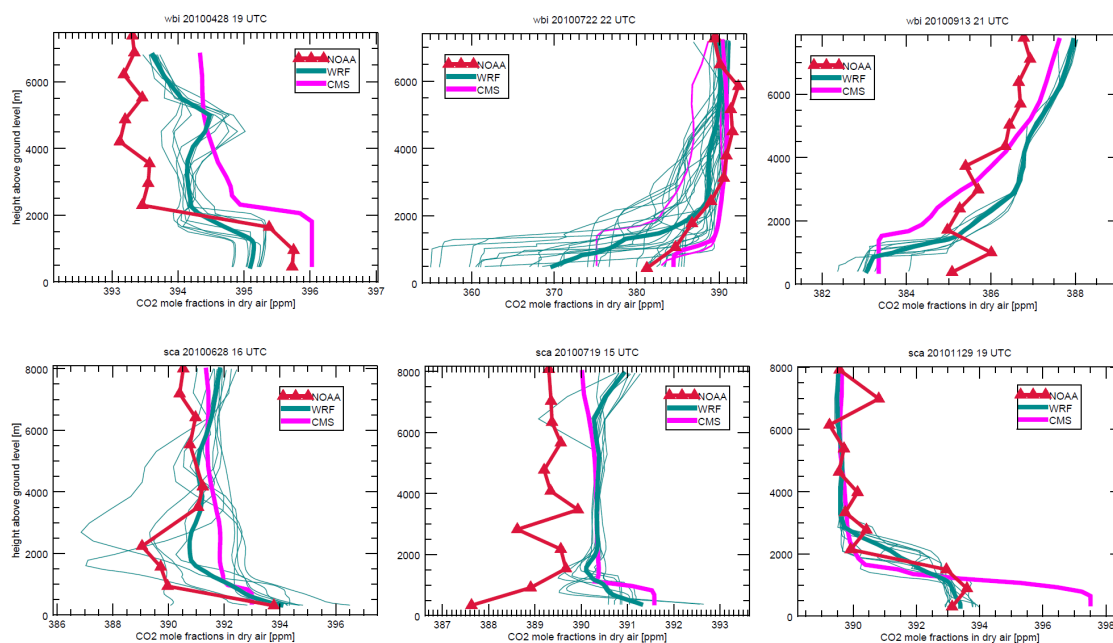 wbi 20100428 19 UTC
height above ground level [m]
6000
4000
2000
0
NOAA
WRF
CMS
393 394 395 396 397
CO2 mole fractions in dry air [ppm]
wbi 20100722 22 UTC
6000
4000
2000
0
NOAA
WRF
CMS
360 370 380 390
CO2 mole fractions in dry air [ppm]
wbi 20100913 21 UTC
6000
4000
2000
0
NOAA
WRF
CMS
382 384 386 388
CO2 mole fractions in dry air [ppm]
sca 20100628 16 UTC
height above ground level [m]
8000
6000
4000
2000
0
NOAA
WRF
CMS
386 388 390 392 394 396
CO2 mole fractions in dry air [ppm]
sca 20100719 15 UTC
8000
6000
4000
2000
0
NOAA
WRF
CMS
387 388 389 390 391 392 393
CO2 mole fractions in dry air [ppm]
sca 20101129 19 UTC
8000
6000
4000
2000
0
NOAA
WRF
CMS
390 392 394 396 398
CO2 mole fractions in dry air [ppm]